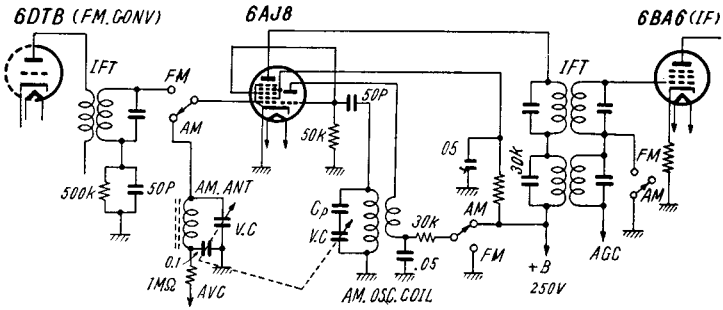 6DTB (FM.CONV)
6AJ8
6BA6 (IF)
IFT
FM
AM
500K
50P
AM.ANT
V.C
0.1
1MΩ
AVC
50P
50K
Cp
V.C
AM.OSC.COIL
30K
.05
AM
FM
05
30K
IFT
+B
250V
AGC
FM
AM